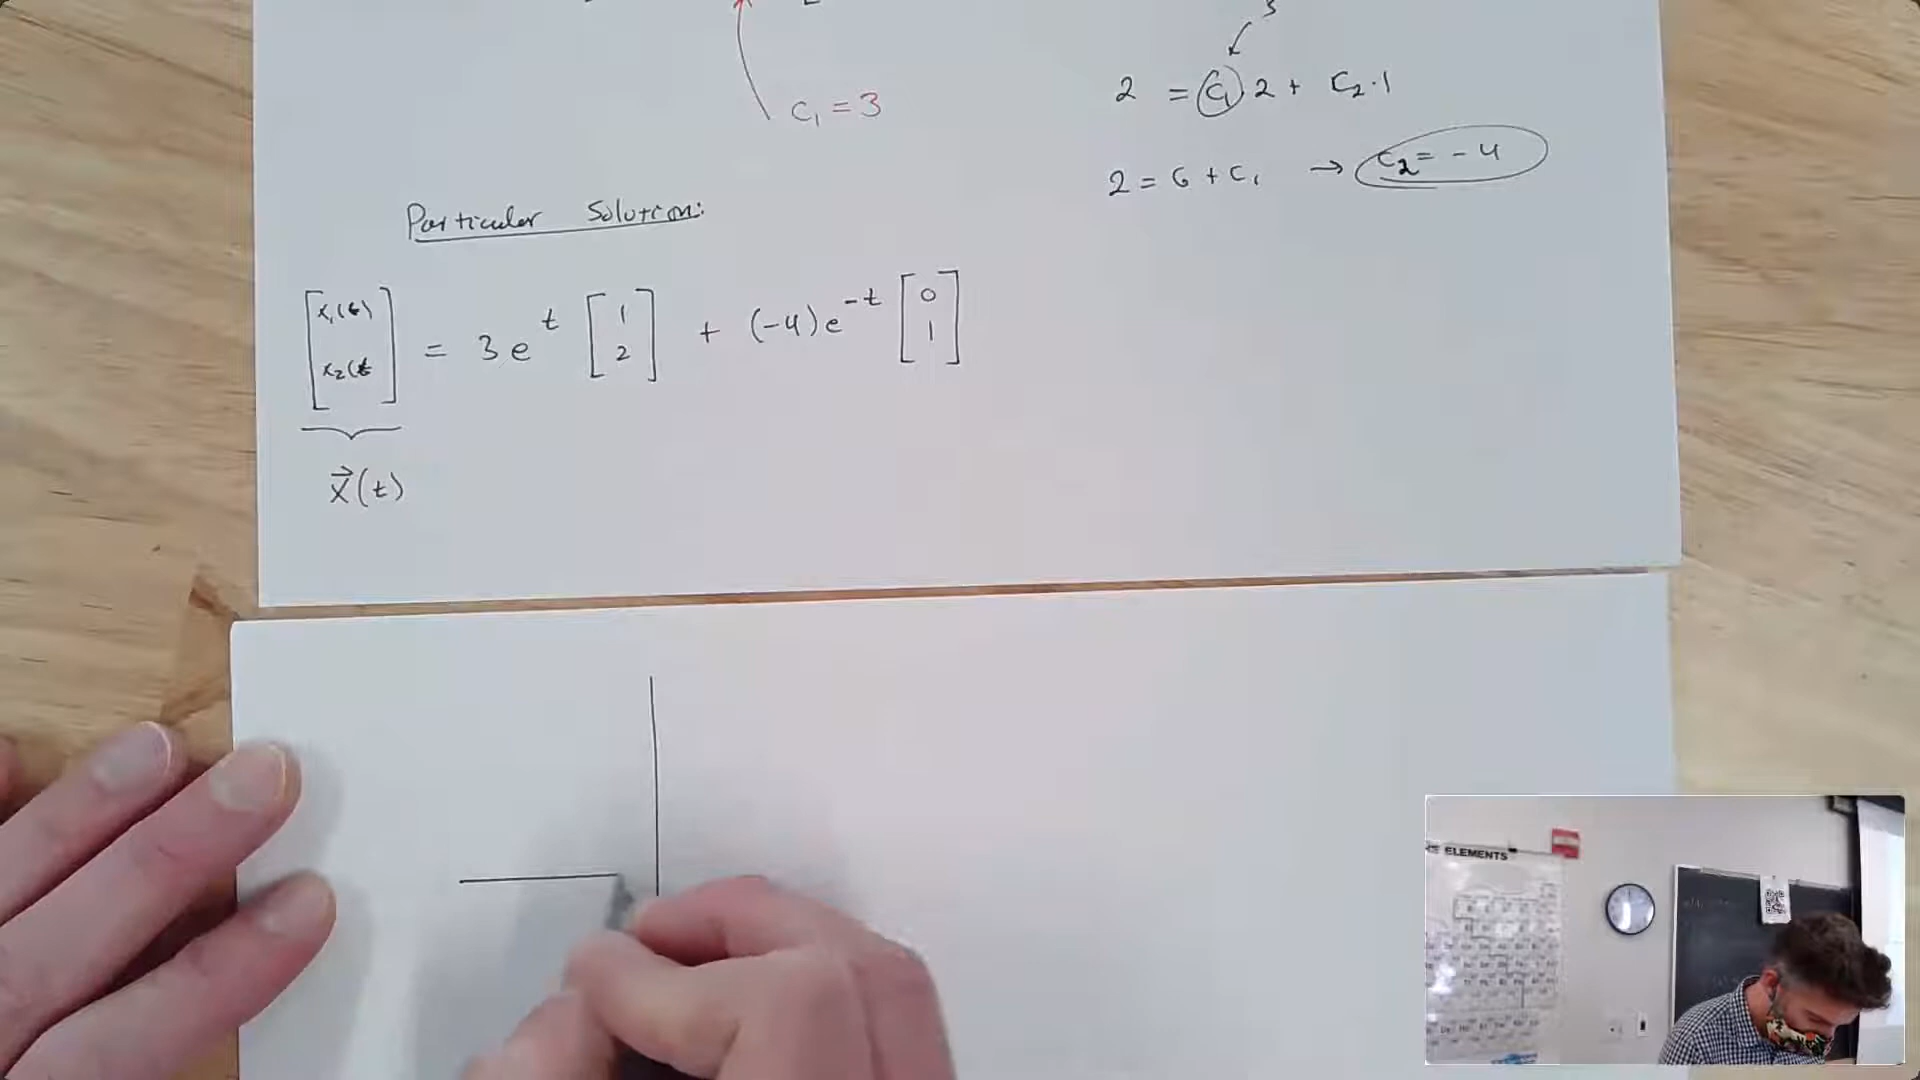 3
2 = C₁ 2 + C₂ · 1
C₁ = 3
2 = 6 + C₁ → C₂ = -4
Particular Solution:
[x₁(t) x₂(t] = 3 e^t [1 2] + (-4) e^-t [0 1]
x⃗(t)
ELEMENTS